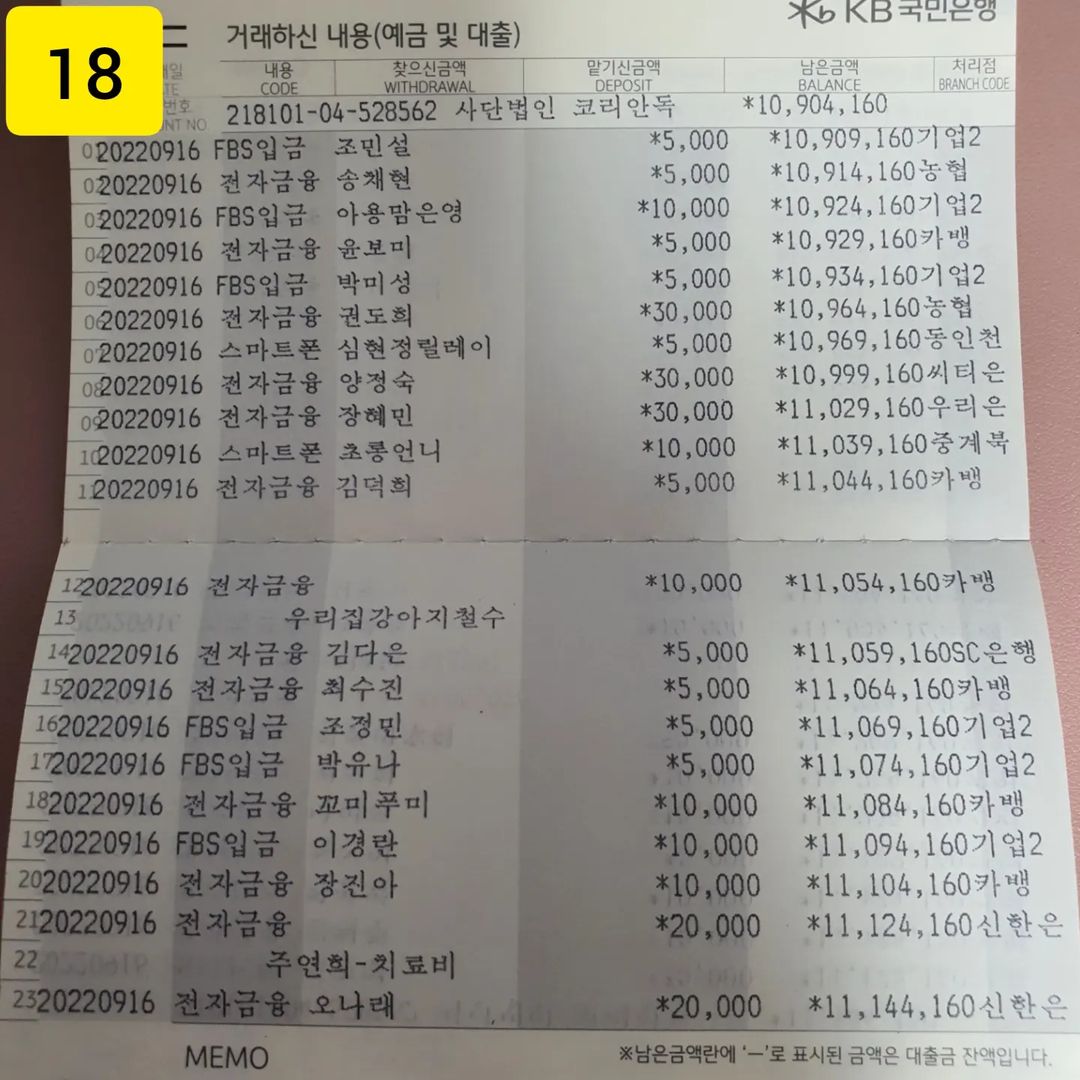 18
KB국민은행
거래하신 내용(예금 및 대출)
내용 찾으신금액 맡기신금액 남은금액 처리점
CODE WITHDRAWAL DEPOSIT BALANCE BRANCH CODE
218101-04-528562 사단법인 코리안독 *10,904,160
01 20220916 FBS입금 조민설 *5,000 *10,909,160기업2
02 20220916 전자금융 송채현 *5,000 *10,914,160농협
03 20220916 FBS입금 아용맘은영 *10,000 *10,924,160기업2
04 20220916 전자금융 윤보미 *5,000 *10,929,160카뱅
05 20220916 FBS입금 박미성 *5,000 *10,934,160기업2
06 20220916 전자금융 권도희 *30,000 *10,964,160농협
07 20220916 스마트폰 심현정릴레이 *5,000 *10,969,160동인천
08 20220916 전자금융 양정숙 *30,000 *10,999,160씨티은
09 20220916 전자금융 장혜민 *30,000 *11,029,160우리은
10 20220916 스마트폰 초롱언니 *10,000 *11,039,160중계북
11 20220916 전자금융 김덕희 *5,000 *11,044,160카뱅
12 20220916 전자금융 *10,000 *11,054,160카뱅
13 우리집강아지철수
14 20220916 전자금융 김다은 *5,000 *11,059,160SC은행
15 20220916 전자금융 최수진 *5,000 *11,064,160카뱅
16 20220916 FBS입금 조정민 *5,000 *11,069,160기업2
17 20220916 FBS입금 박유나 *5,000 *11,074,160기업2
18 20220916 전자금융 꼬미푸미 *10,000 *11,084,160카뱅
19 20220916 FBS입금 이경란 *10,000 *11,094,160기업2
20 20220916 전자금융 장진아 *10,000 *11,104,160카뱅
21 20220916 전자금융 *20,000 *11,124,160신한은
22 주연희-치료비
23 20220916 전자금융 오나래 *20,000 *11,144,160신한은
MEMO ※남은금액란에 '-'로 표시된 금액은 대출금 잔액입니다.